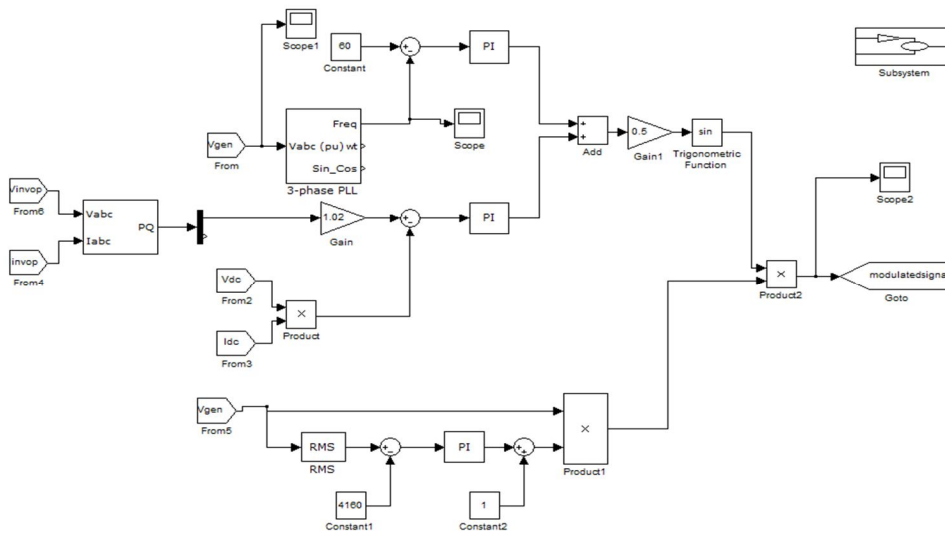 Scope1
60
Constant
PI
Subsystem
Vgen
From
Freq
Vabc (pu) wt
Sin_Cos
3-phase PLL
Scope
Add
0.5
Gain1
sin
Trigonometric
Function
Vinvop
From6
invop
From4
Vabc
Iabc
PQ
1.02
Gain
PI
Scope2
Vdc
From2
Idc
From3
Product
Product2
modulatedsigna
Goto
Vgen
From5
RMS
RMS
PI
Product1
4160
Constant1
1
Constant2